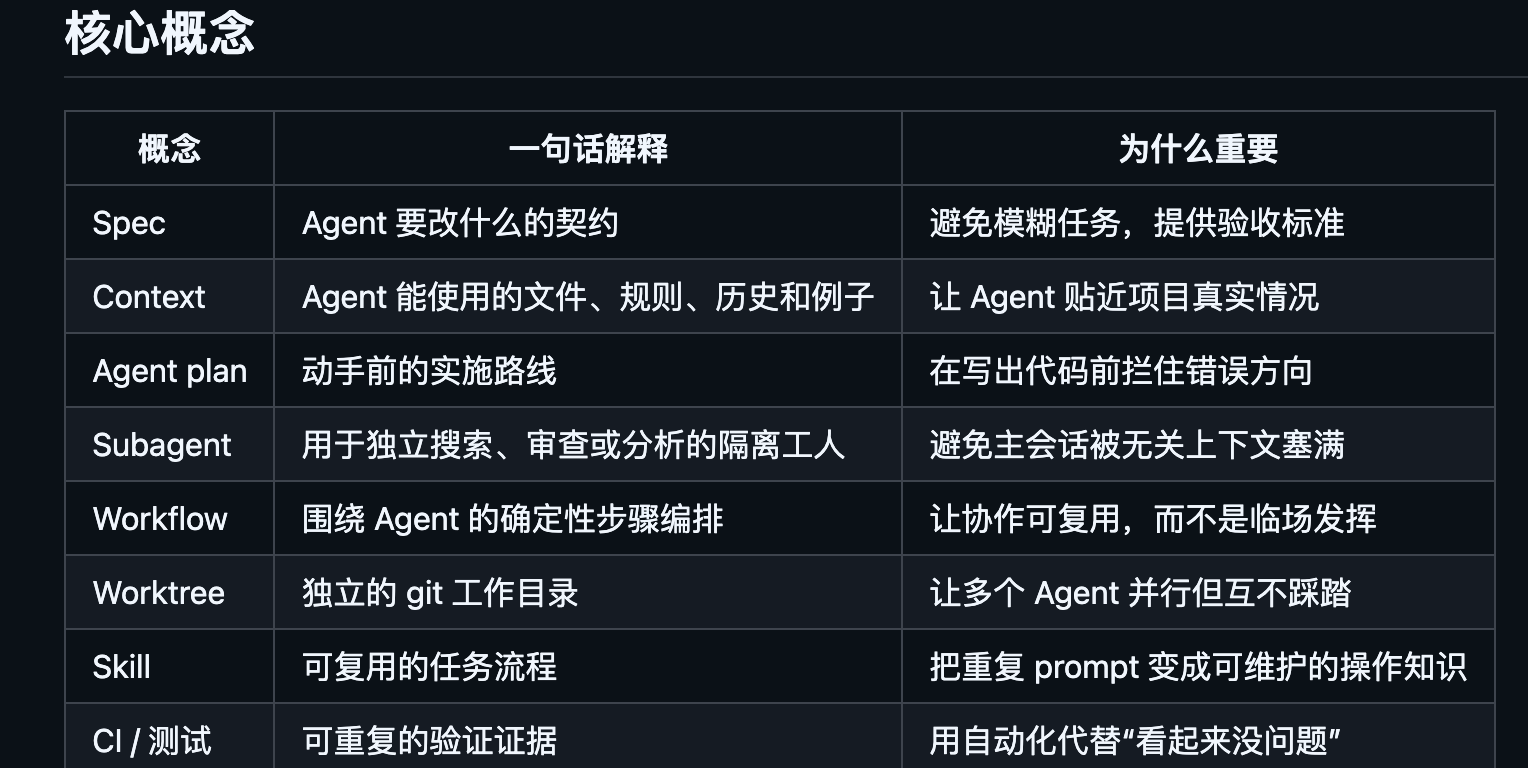 核心概念
概念 一句话解释 为什么重要
Spec Agent 要改什么的契约 避免模糊任务，提供验收标准
Context Agent 能使用的文件、规则、历史和例子 让 Agent 贴近项目真实情况
Agent plan 动手前的实施路线 在写出代码前拦住错误方向
Subagent 用于独立搜索、审查或分析的隔离工人 避免主会话被无关上下文塞满
Workflow 围绕 Agent 的确定性步骤编排 让协作可复用，而不是临场发挥
Worktree 独立的 git 工作目录 让多个 Agent 并行但互不踩踏
Skill 可复用的任务流程 把重复 prompt 变成可维护的操作知识
CI / 测试 可重复的验证证据 用自动化代替“看起来没问题”